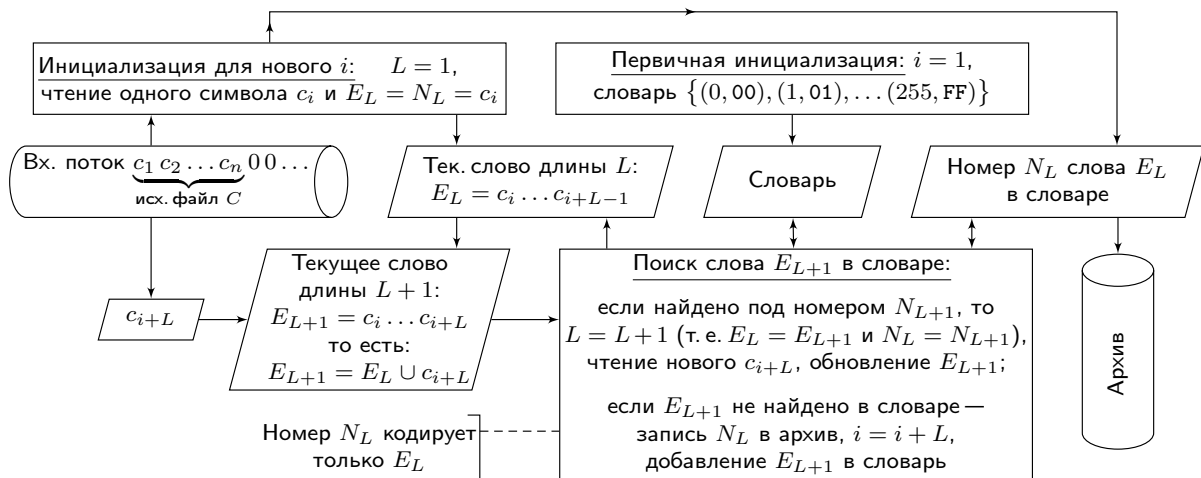 Инициализация для нового i: L = 1,
чтение одного символа c_i и E_L = N_L = c_i
Первичная инициализация: i = 1,
словарь {(0, 00), (1, 01), ... (255, FF)}
Вх. поток c_1 c_2 ... c_n 0 0 ...
исх. файл C
Тек. слово длины L:
E_L = c_i ... c_{i+L−1}
Словарь
Номер N_L слова E_L
в словаре
c_{i+L}
Текущее слово
длины L + 1:
E_{L+1} = c_i ... c_{i+L}
то есть:
E_{L+1} = E_L ∪ c_{i+L}
Поиск слова E_{L+1} в словаре:
если найдено под номером N_{L+1}, то
L = L + 1 (т. е. E_L = E_{L+1} и N_L = N_{L+1}),
чтение нового c_{i+L}, обновление E_{L+1};
если E_{L+1} не найдено в словаре —
запись N_L в архив, i = i + L,
добавление E_{L+1} в словарь
Архив
Номер N_L кодирует
только E_L